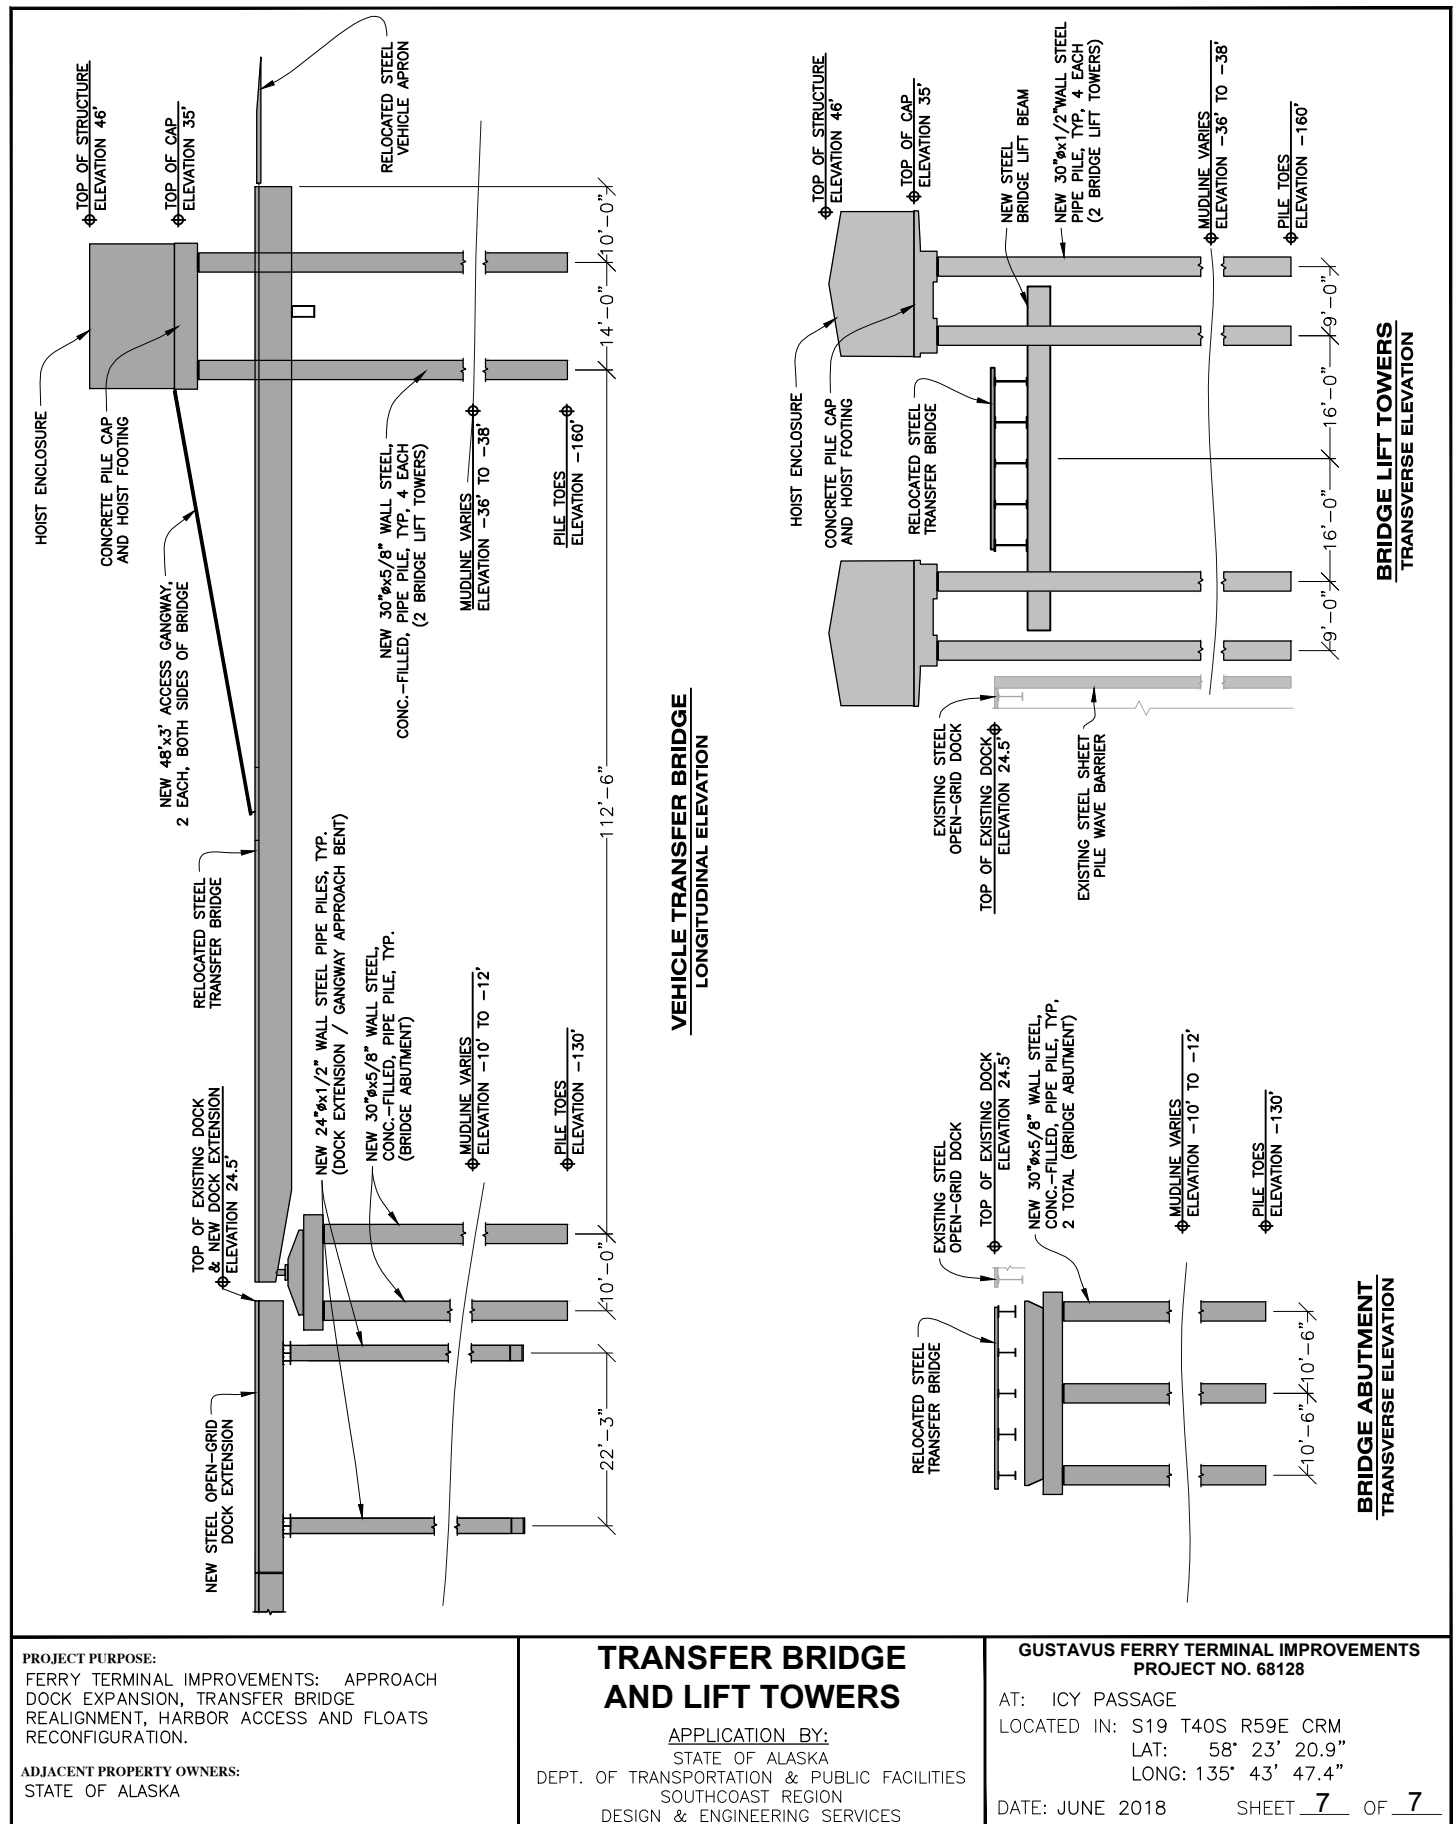 TOP OF STRUCTURE
ELEVATION 46'
TOP OF CAP
ELEVATION 35'
RELOCATED STEEL
VEHICLE APRON
HOIST ENCLOSURE
CONCRETE PILE CAP
AND HOIST FOOTING
NEW 48'x3' ACCESS GANGWAY,
2 EACH, BOTH SIDES OF BRIDGE
NEW 30"øx5/8" WALL STEEL,
CONC.-FILLED, PIPE PILE, TYP, 4 EACH
(2 BRIDGE LIFT TOWERS)
MUDLINE VARIES
ELEVATION -36' TO -38'
PILE TOES
ELEVATION -160'
RELOCATED STEEL
TRANSFER BRIDGE
NEW 24"øx1/2" WALL STEEL PIPE PILES, TYP.
(DOCK EXTENSION / GANGWAY APPROACH BENT)
NEW 30"øx5/8" WALL STEEL,
CONC.-FILLED, PIPE PILE, TYP.
(BRIDGE ABUTMENT)
MUDLINE VARIES
ELEVATION -10' TO -12'
PILE TOES
ELEVATION -130'
TOP OF EXISTING DOCK
& NEW DOCK EXTENSION
ELEVATION 24.5'
NEW STEEL OPEN-GRID
DOCK EXTENSION
22'-3"
10'-0"
112'-6"
14'-0"
10'-0"
VEHICLE TRANSFER BRIDGE
LONGITUDINAL ELEVATION
TOP OF STRUCTURE
ELEVATION 46'
TOP OF CAP
ELEVATION 35'
NEW STEEL
BRIDGE LIFT BEAM
NEW 30"øx1/2"WALL STEEL
PIPE PILE, TYP, 4 EACH
(2 BRIDGE LIFT TOWERS)
MUDLINE VARIES
ELEVATION -36' TO -38'
PILE TOES
ELEVATION -160'
HOIST ENCLOSURE
CONCRETE PILE CAP
AND HOIST FOOTING
RELOCATED STEEL
TRANSFER BRIDGE
EXISTING STEEL
OPEN-GRID DOCK
TOP OF EXISTING DOCK
ELEVATION 24.5'
EXISTING STEEL SHEET
PILE WAVE BARRIER
9'-0"
16'-0"
16'-0"
9'-0"
BRIDGE LIFT TOWERS
TRANSVERSE ELEVATION
EXISTING STEEL
OPEN-GRID DOCK
TOP OF EXISTING DOCK
ELEVATION 24.5'
NEW 30"øx5/8" WALL STEEL,
CONC.-FILLED, PIPE PILE, TYP,
2 TOTAL (BRIDGE ABUTMENT)
MUDLINE VARIES
ELEVATION -10' TO -12'
PILE TOES
ELEVATION -130'
RELOCATED STEEL
TRANSFER BRIDGE
10'-6"
10'-6"
BRIDGE ABUTMENT
TRANSVERSE ELEVATION
PROJECT PURPOSE:
FERRY TERMINAL IMPROVEMENTS: APPROACH
DOCK EXPANSION, TRANSFER BRIDGE
REALIGNMENT, HARBOR ACCESS AND FLOATS
RECONFIGURATION.
ADJACENT PROPERTY OWNERS:
STATE OF ALASKA
TRANSFER BRIDGE
AND LIFT TOWERS
APPLICATION BY:
STATE OF ALASKA
DEPT. OF TRANSPORTATION & PUBLIC FACILITIES
SOUTHCOAST REGION
DESIGN & ENGINEERING SERVICES
GUSTAVUS FERRY TERMINAL IMPROVEMENTS
PROJECT NO. 68128
AT: ICY PASSAGE
LOCATED IN: S19 T40S R59E CRM
LAT: 58° 23' 20.9"
LONG: 135° 43' 47.4"
DATE: JUNE 2018 SHEET 7 OF 7